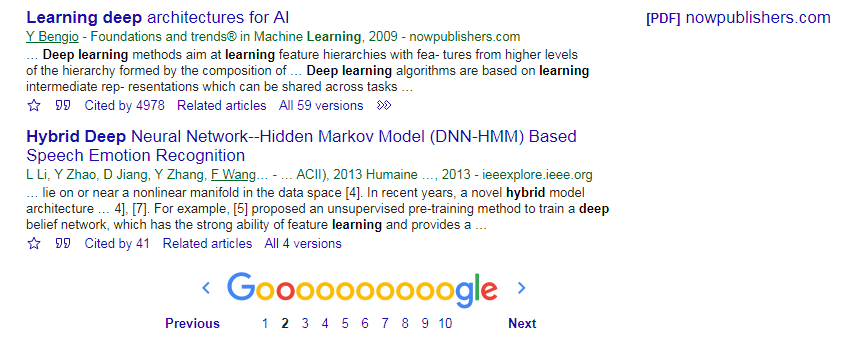 Learning deep architectures for AI
[PDF] nowpublishers.com
Y Bengio - Foundations and trends® in Machine Learning, 2009 - nowpublishers.com
... Deep learning methods aim at learning feature hierarchies with fea- tures from higher levels
of the hierarchy formed by the composition of ... Deep learning algorithms are based on learning
intermediate rep- resentations which can be shared across tasks ...
Cited by 4978 Related articles All 59 versions
Hybrid Deep Neural Network--Hidden Markov Model (DNN-HMM) Based
Speech Emotion Recognition
L Li, Y Zhao, D Jiang, Y Zhang, F Wang… - … ACII), 2013 Humaine …, 2013 - ieeexplore.ieee.org
... lie on or near a nonlinear manifold in the data space [4]. In recent years, a novel hybrid model
architecture ... 4], [7]. For example, [5] proposed an unsupervised pre-training method to train a deep
belief network, which has the strong ability of feature learning and provides a ...
Cited by 41 Related articles All 4 versions
Goooooooooogle
Previous 1 2 3 4 5 6 7 8 9 10 Next